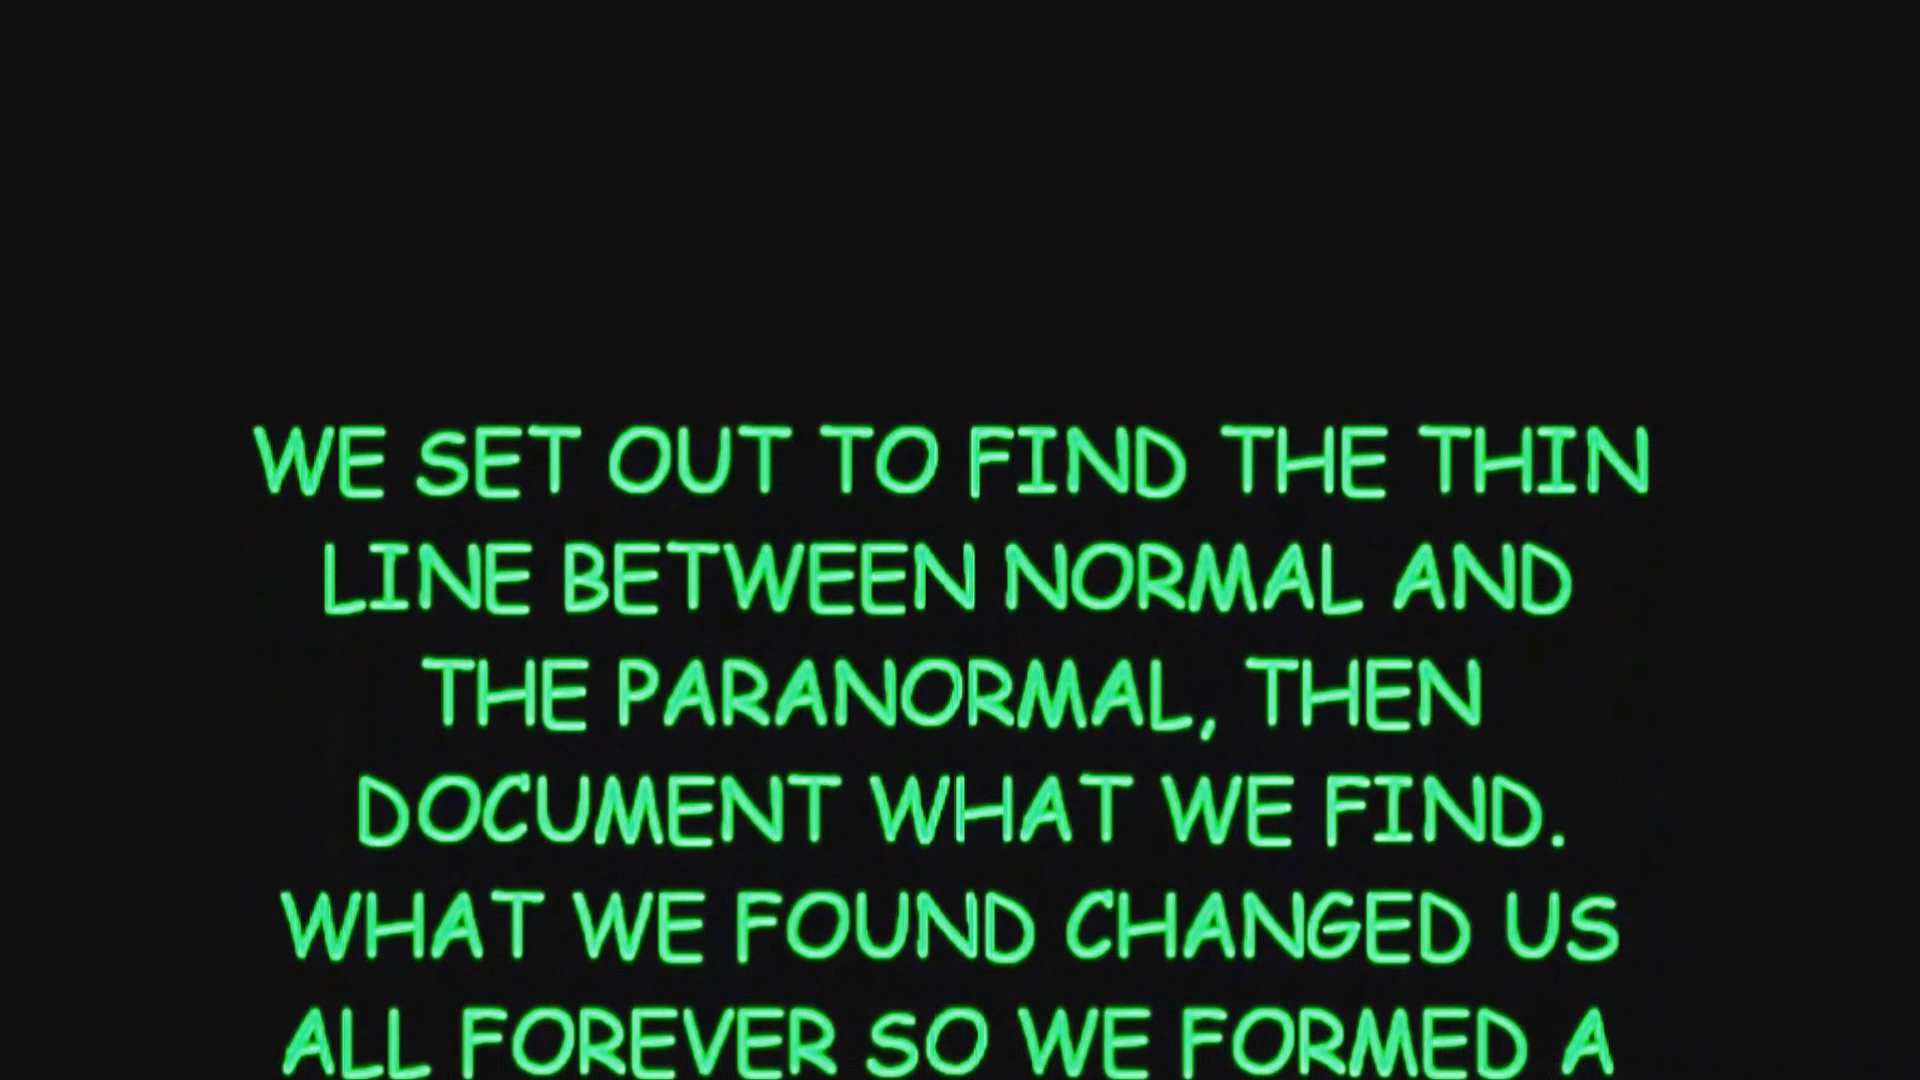 WE SET OUT TO FIND THE THIN
LINE BETWEEN NORMAL AND
THE PARANORMAL, THEN
DOCUMENT WHAT WE FIND.
WHAT WE FOUND CHANGED US
ALL FOREVER SO WE FORMED A